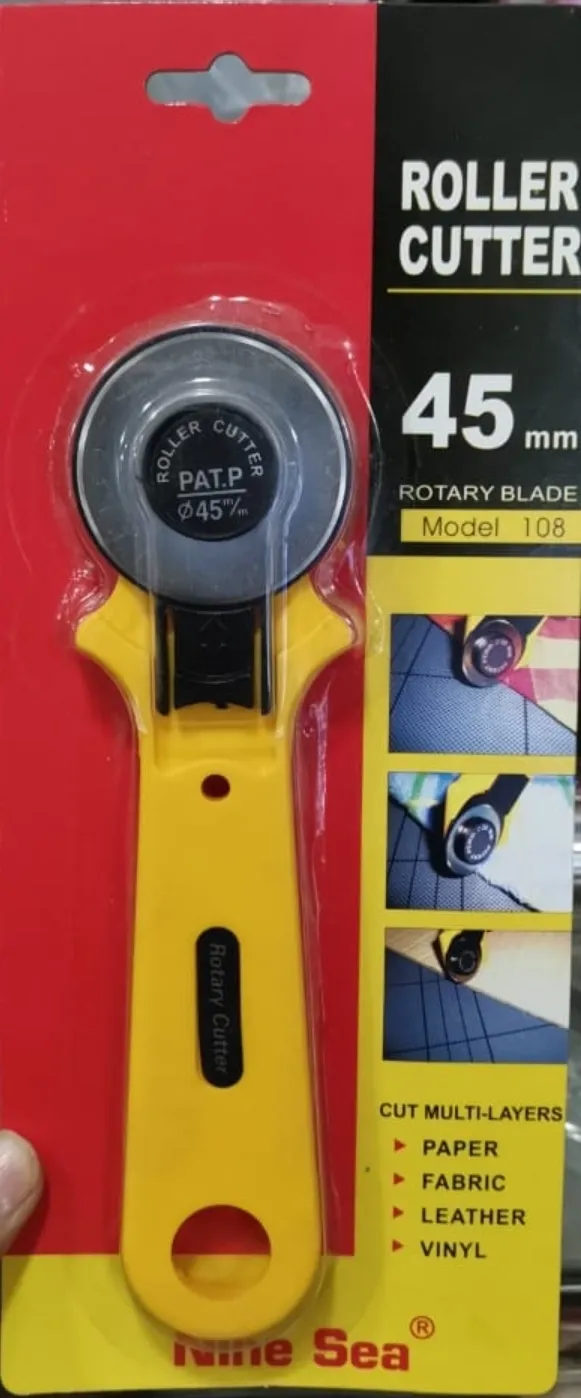 ROLLER
CUTTER
45 mm
ROTARY BLADE
Model 108
ROLLER CUTTER
PAT.P
Ø45 m/m
Rotary Cutter
CUT MULTI-LAYERS
PAPER
FABRIC
LEATHER
VINYL
Nine Sea®